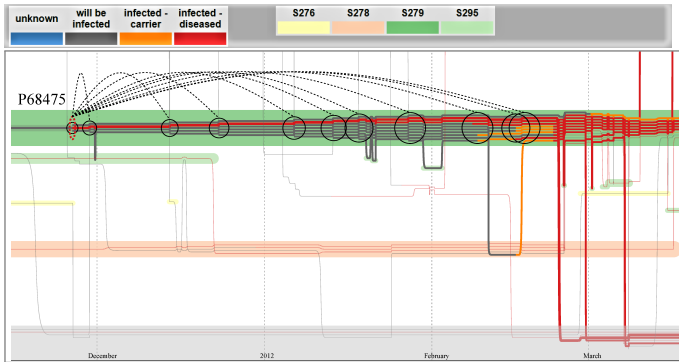 unknown
will be
infected
infected -
carrier
infected -
diseased
S276
S278
S279
S295
P68475
December
2012
February
March